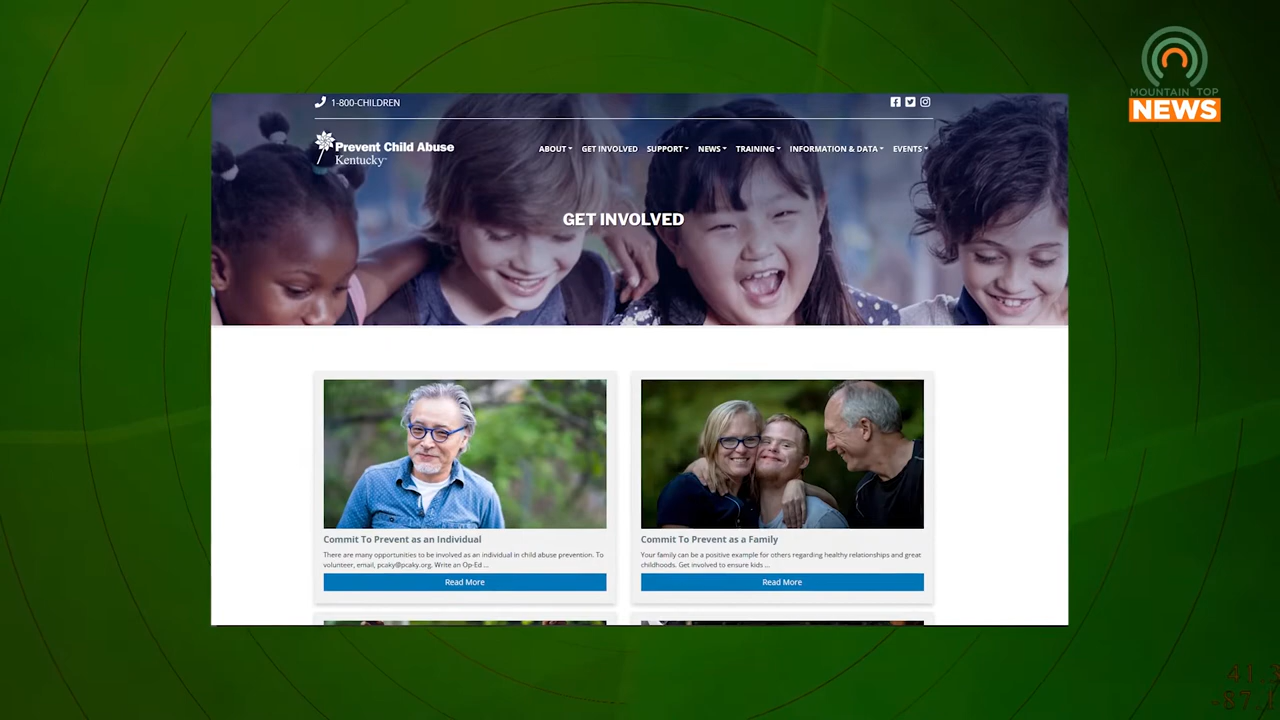 MOUNTAIN TOP
NEWS
1-800-CHILDREN
Prevent Child Abuse
Kentucky
ABOUT GET INVOLVED SUPPORT NEWS TRAINING INFORMATION & DATA EVENTS
GET INVOLVED
Commit To Prevent as an Individual
There are many opportunities to be involved as an individual in child abuse prevention. To
volunteer, email, pcaky@pcaky.org. Write an Op-Ed ...
Read More
Commit To Prevent as a Family
Your family can be a positive example for others regarding healthy relationships and great
childhoods. Get involved to ensure kids ...
Read More